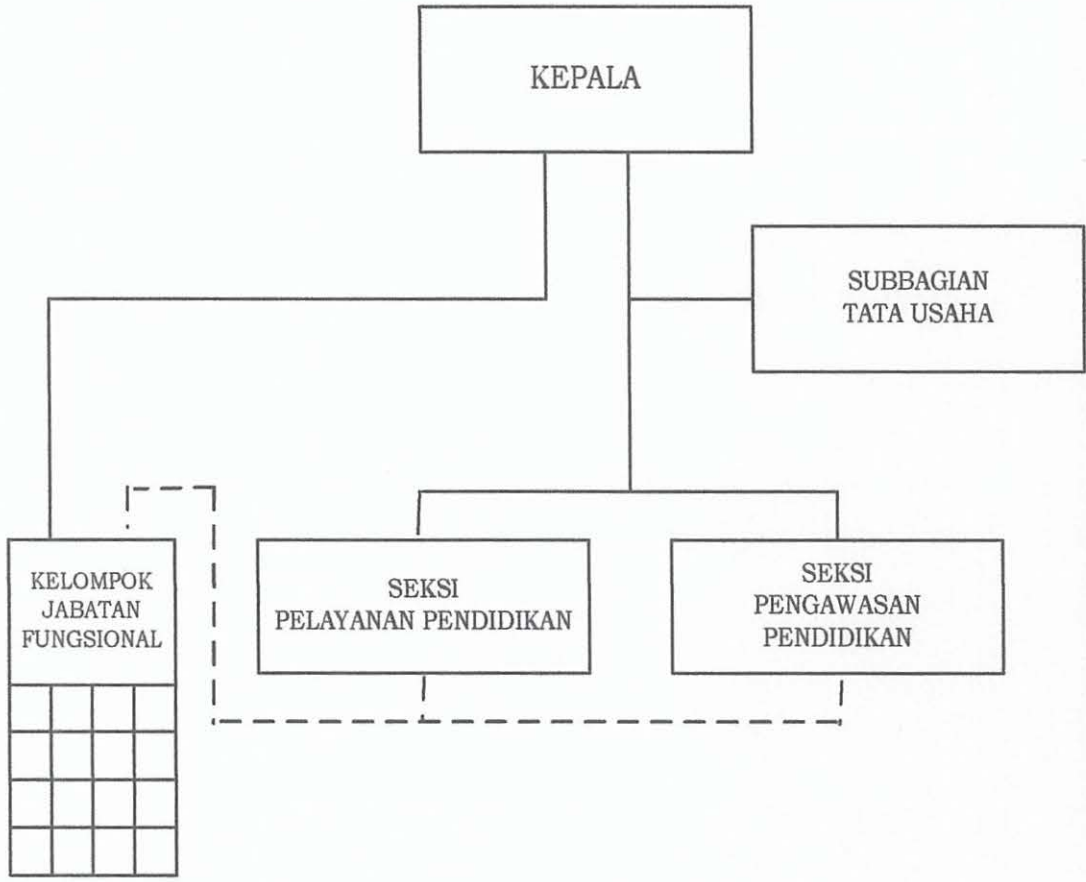 KEPALA
SUBBAGIAN
TATA USAHA
KELOMPOK
JABATAN
FUNGSIONAL
SEKSI
PELAYANAN PENDIDIKAN
SEKSI
PENGAWASAN
PENDIDIKAN